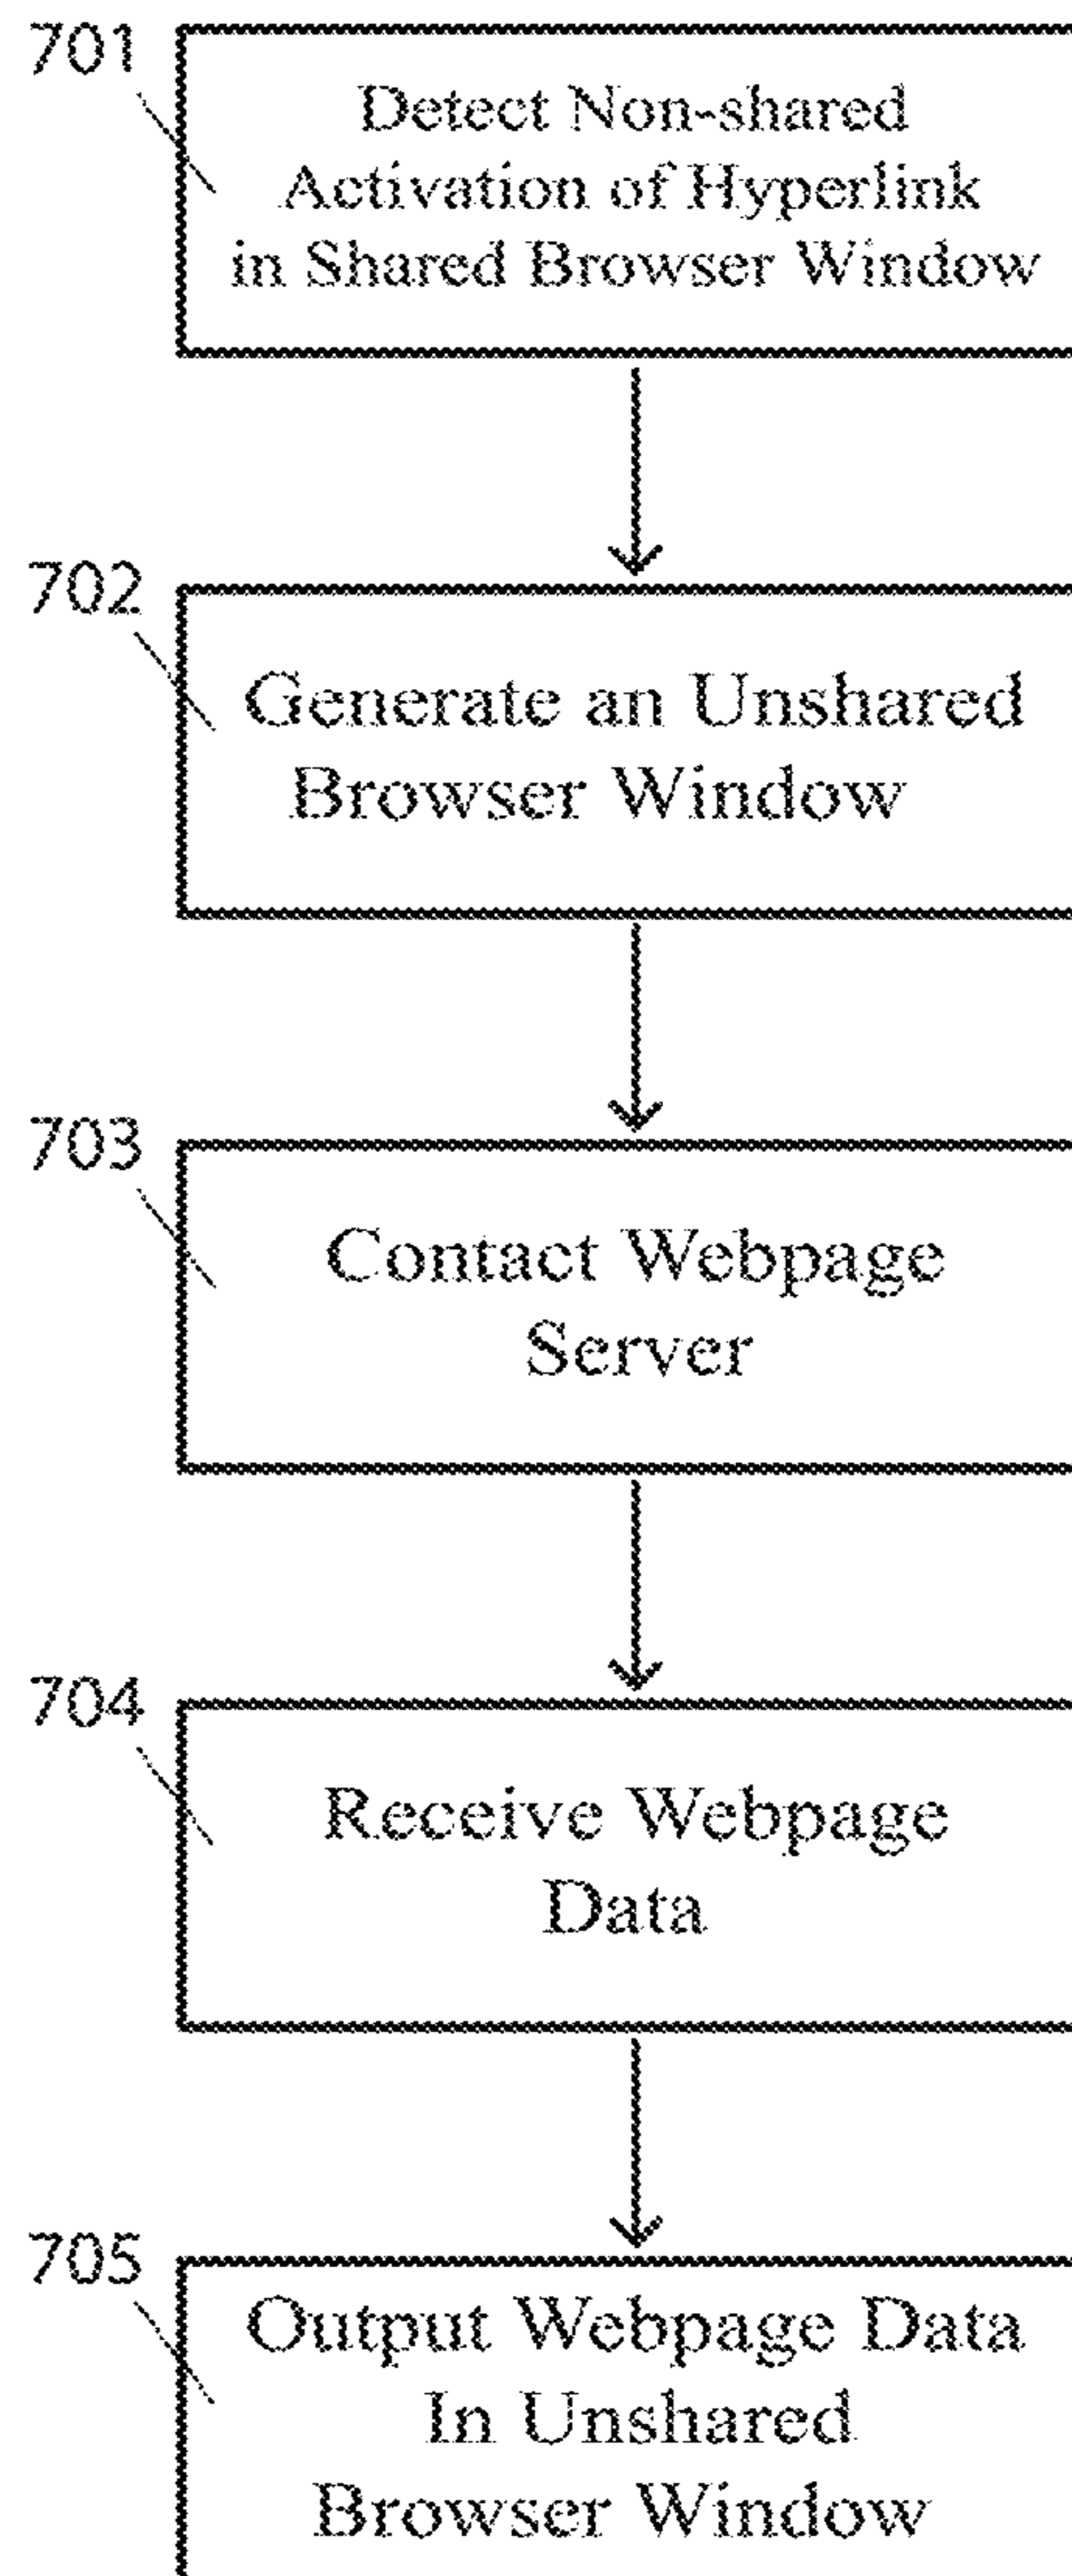 701
Detect Non-shared
Activation of Hyperlink
in Shared Browser Window
702
Generate an Unshared
Browser Window
703
Contact Webpage
Server
704
Receive Webpage
Data
705
Output Webpage Data
In Unshared
Browser Window